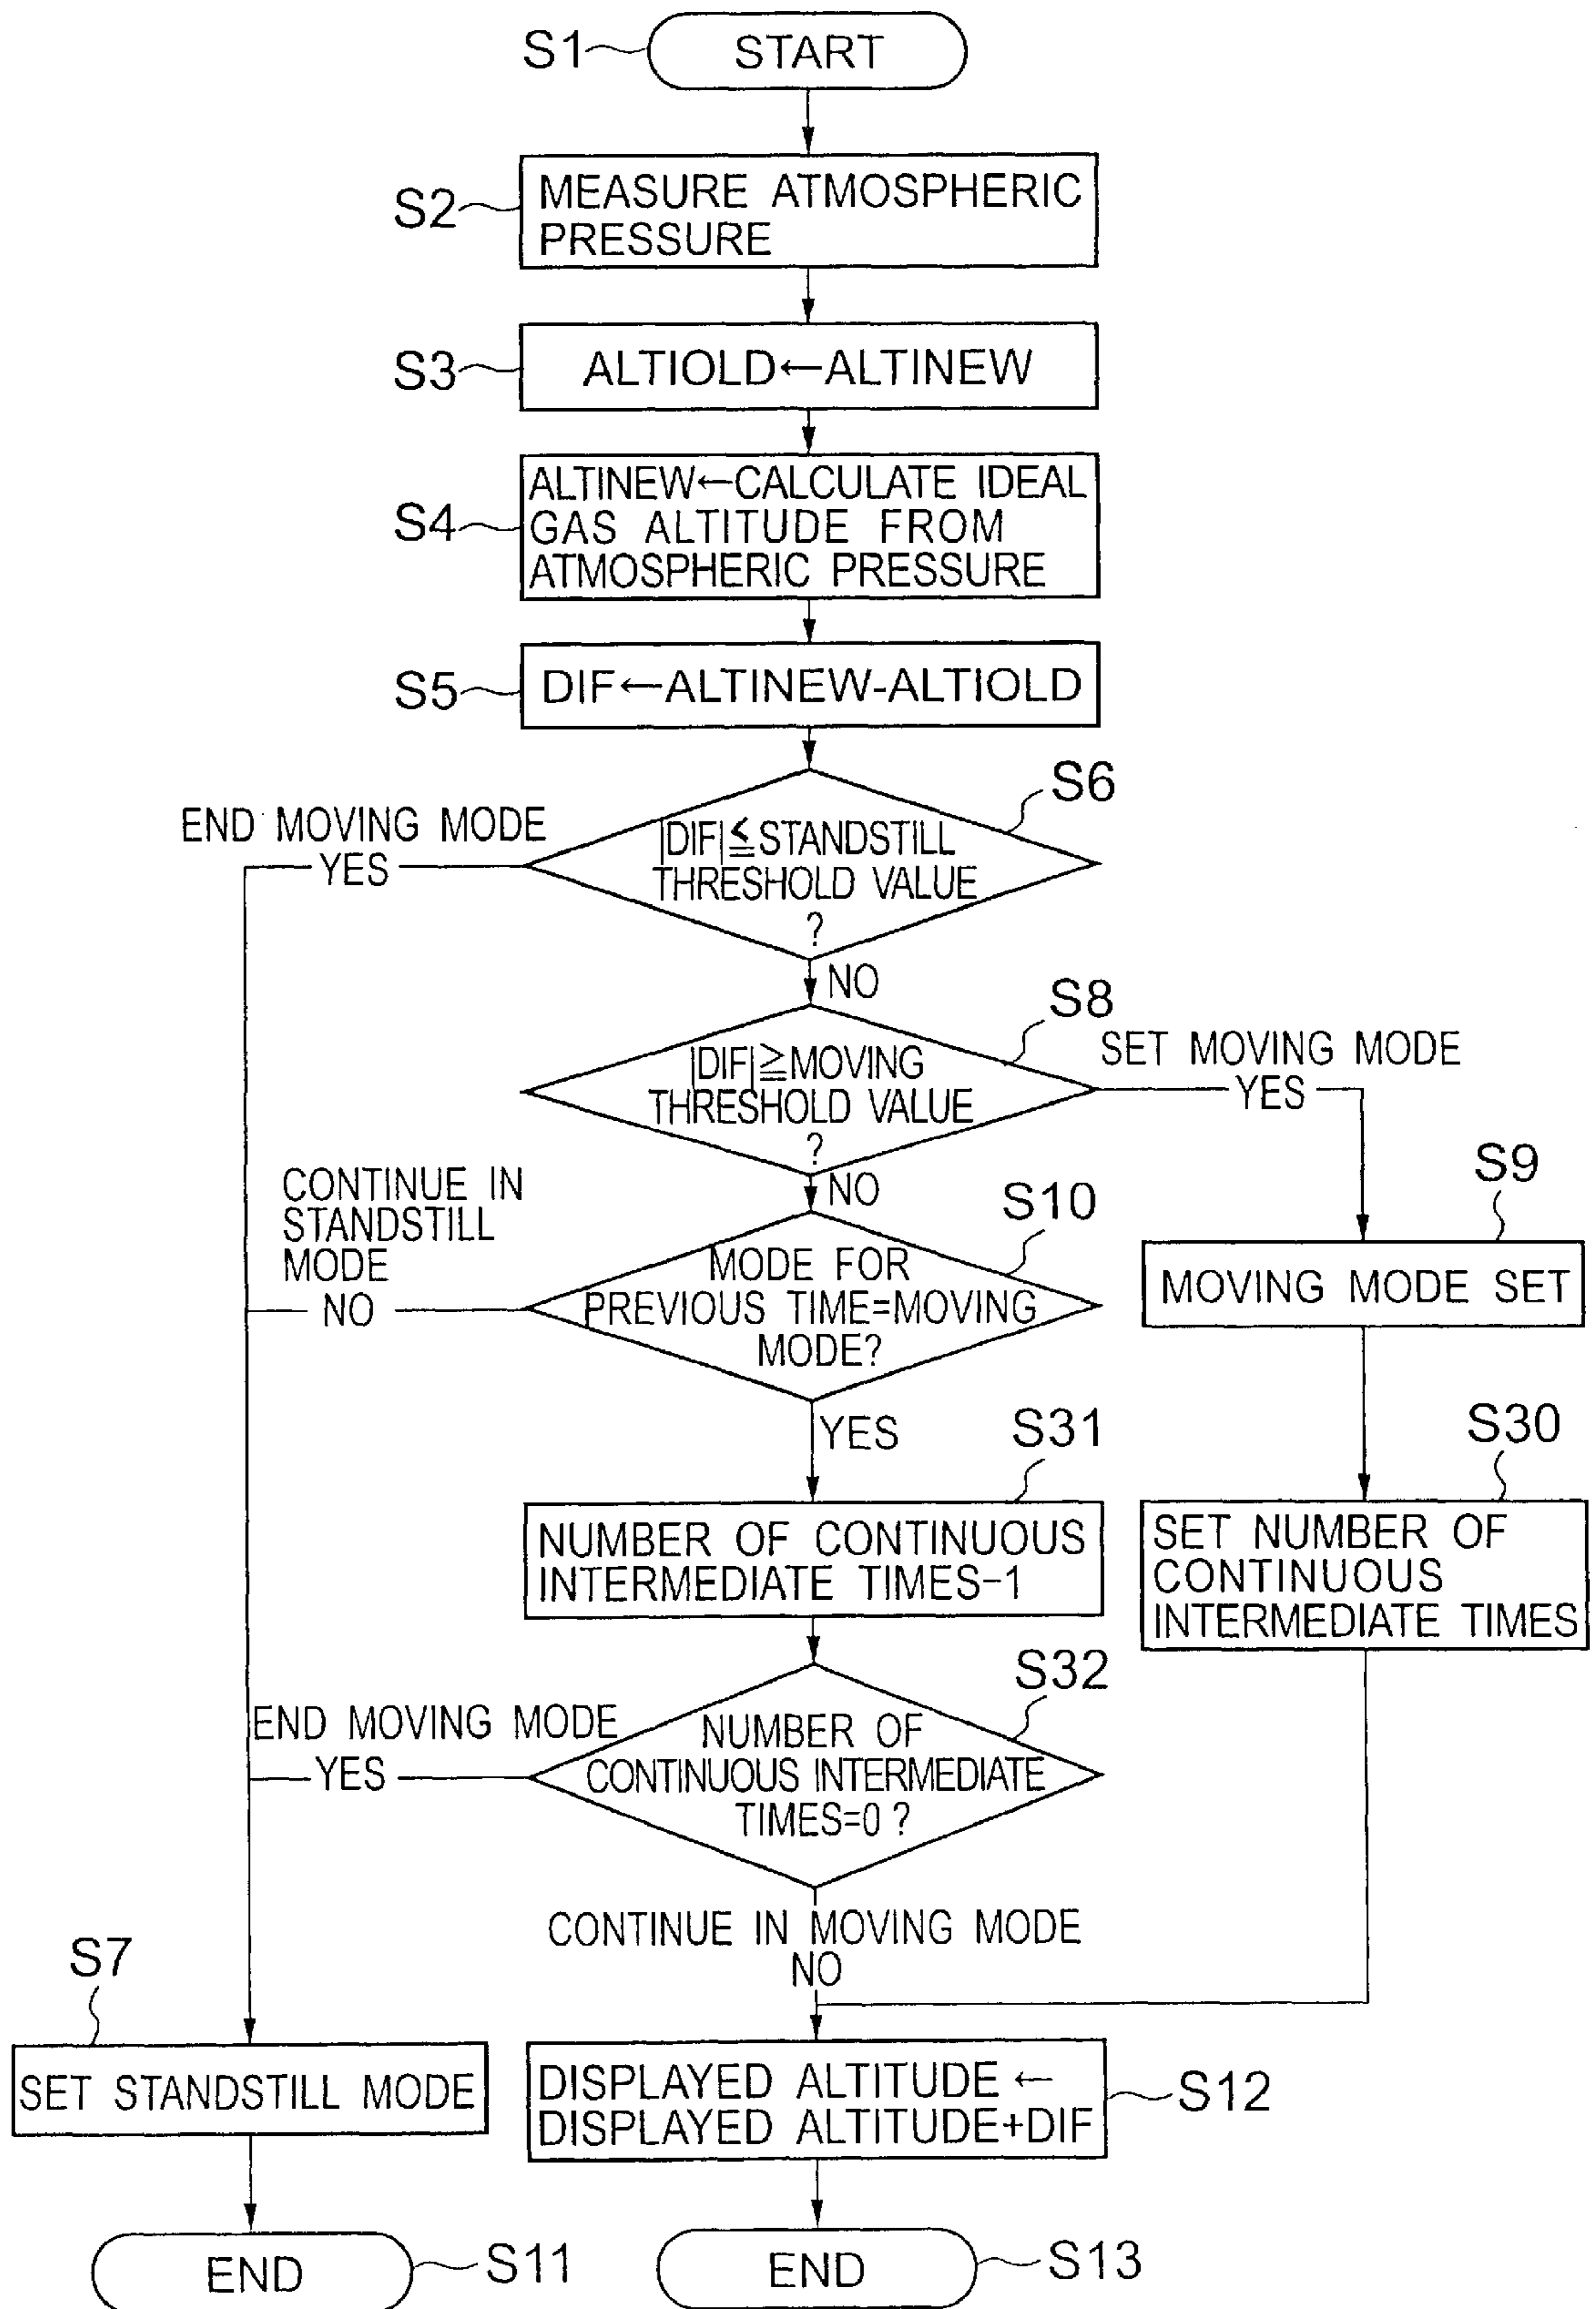 S1
START
S2
MEASURE ATMOSPHERIC
PRESSURE
S3
ALTIOLD←ALTINEW
S4
ALTINEW←CALCULATE IDEAL
GAS ALTITUDE FROM
ATMOSPHERIC PRESSURE
S5
DIF←ALTINEW-ALTIOLD
S6
END MOVING MODE
YES
|DIF|≦STANDSTILL
THRESHOLD VALUE
?
NO
S8
|DIF|≧MOVING
THRESHOLD VALUE
?
SET MOVING MODE
YES
NO
CONTINUE IN
STANDSTILL
MODE
NO
S10
MODE FOR
PREVIOUS TIME=MOVING
MODE?
S9
MOVING MODE SET
YES
S31
NUMBER OF CONTINUOUS
INTERMEDIATE TIMES-1
S30
SET NUMBER OF
CONTINUOUS
INTERMEDIATE TIMES
S32
END MOVING MODE
YES
NUMBER OF
CONTINUOUS INTERMEDIATE
TIMES=0 ?
CONTINUE IN MOVING MODE
NO
S7
SET STANDSTILL MODE
DISPLAYED ALTITUDE ←
DISPLAYED ALTITUDE+DIF
S12
END
S11
END
S13